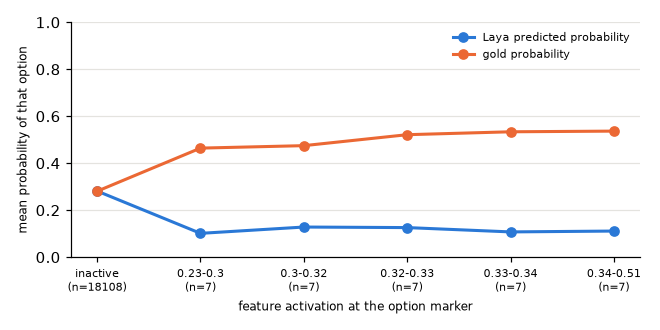 1.0
0.8
0.6
0.4
0.2
0.0
mean probability of that option
Laya predicted probability
gold probability
inactive
(n=18108)
0.23-0.3
(n=7)
0.3-0.32
(n=7)
0.32-0.33
(n=7)
0.33-0.34
(n=7)
0.34-0.51
(n=7)
feature activation at the option marker